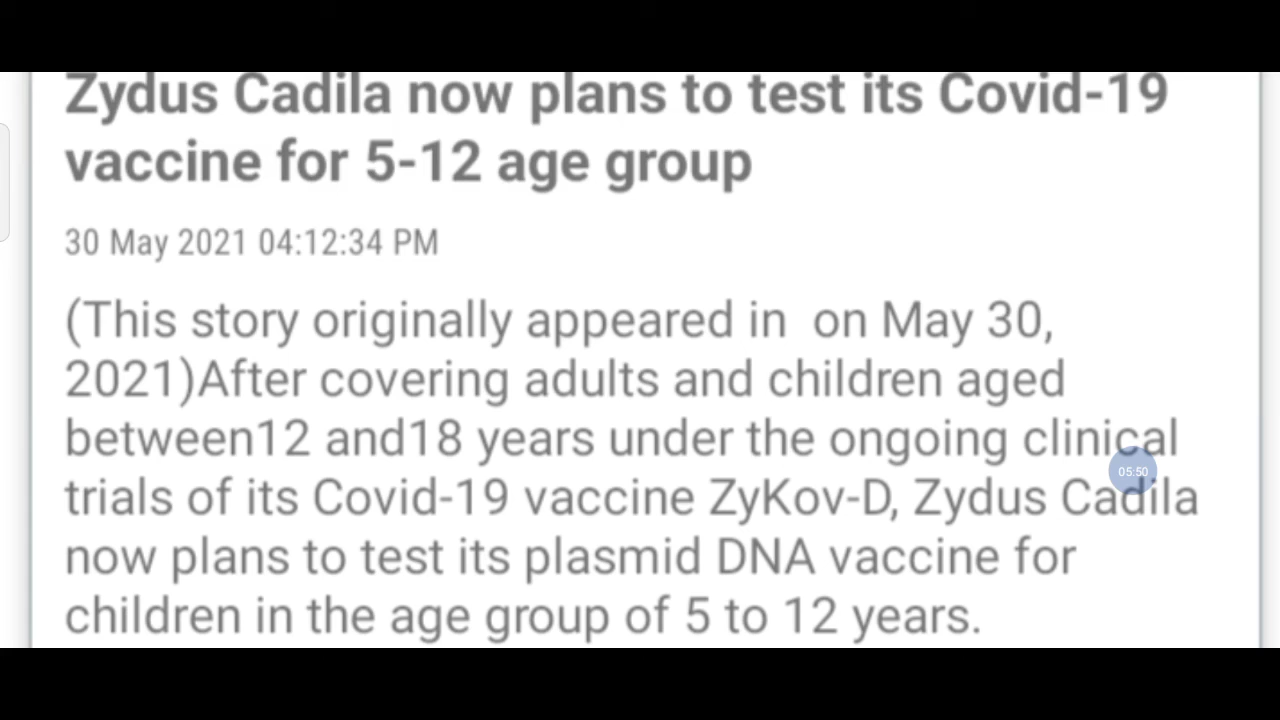 Zydus Cadila now plans to test its Covid-19
vaccine for 5-12 age group
30 May 2021 04:12:34 PM
(This story originally appeared in  on May 30,
2021)After covering adults and children aged
between12 and18 years under the ongoing clinical
trials of its Covid-19 vaccine ZyKov-D, Zydus Cadila
now plans to test its plasmid DNA vaccine for
children in the age group of 5 to 12 years.
05:50